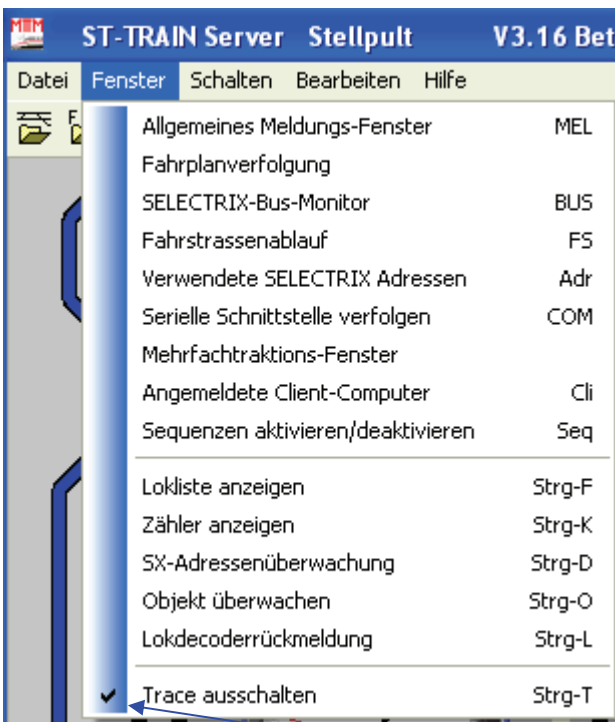 MEM ST-TRAIN Server Stellpult V3.16 Bet
Datei Fenster Schalten Bearbeiten Hilfe
F
Allgemeines Meldungs-Fenster MEL
Fahrplanverfolgung
SELECTRIX-Bus-Monitor BUS
Fahrstrassenablauf FS
Verwendete SELECTRIX Adressen Adr
Serielle Schnittstelle verfolgen COM
Mehrfachtraktions-Fenster
Angemeldete Client-Computer Cli
Sequenzen aktivieren/deaktivieren Seq
Lokliste anzeigen Strg-F
Zähler anzeigen Strg-K
SX-Adressenüberwachung Strg-D
Objekt überwachen Strg-O
Lokdecoderrückmeldung Strg-L
Trace ausschalten Strg-T